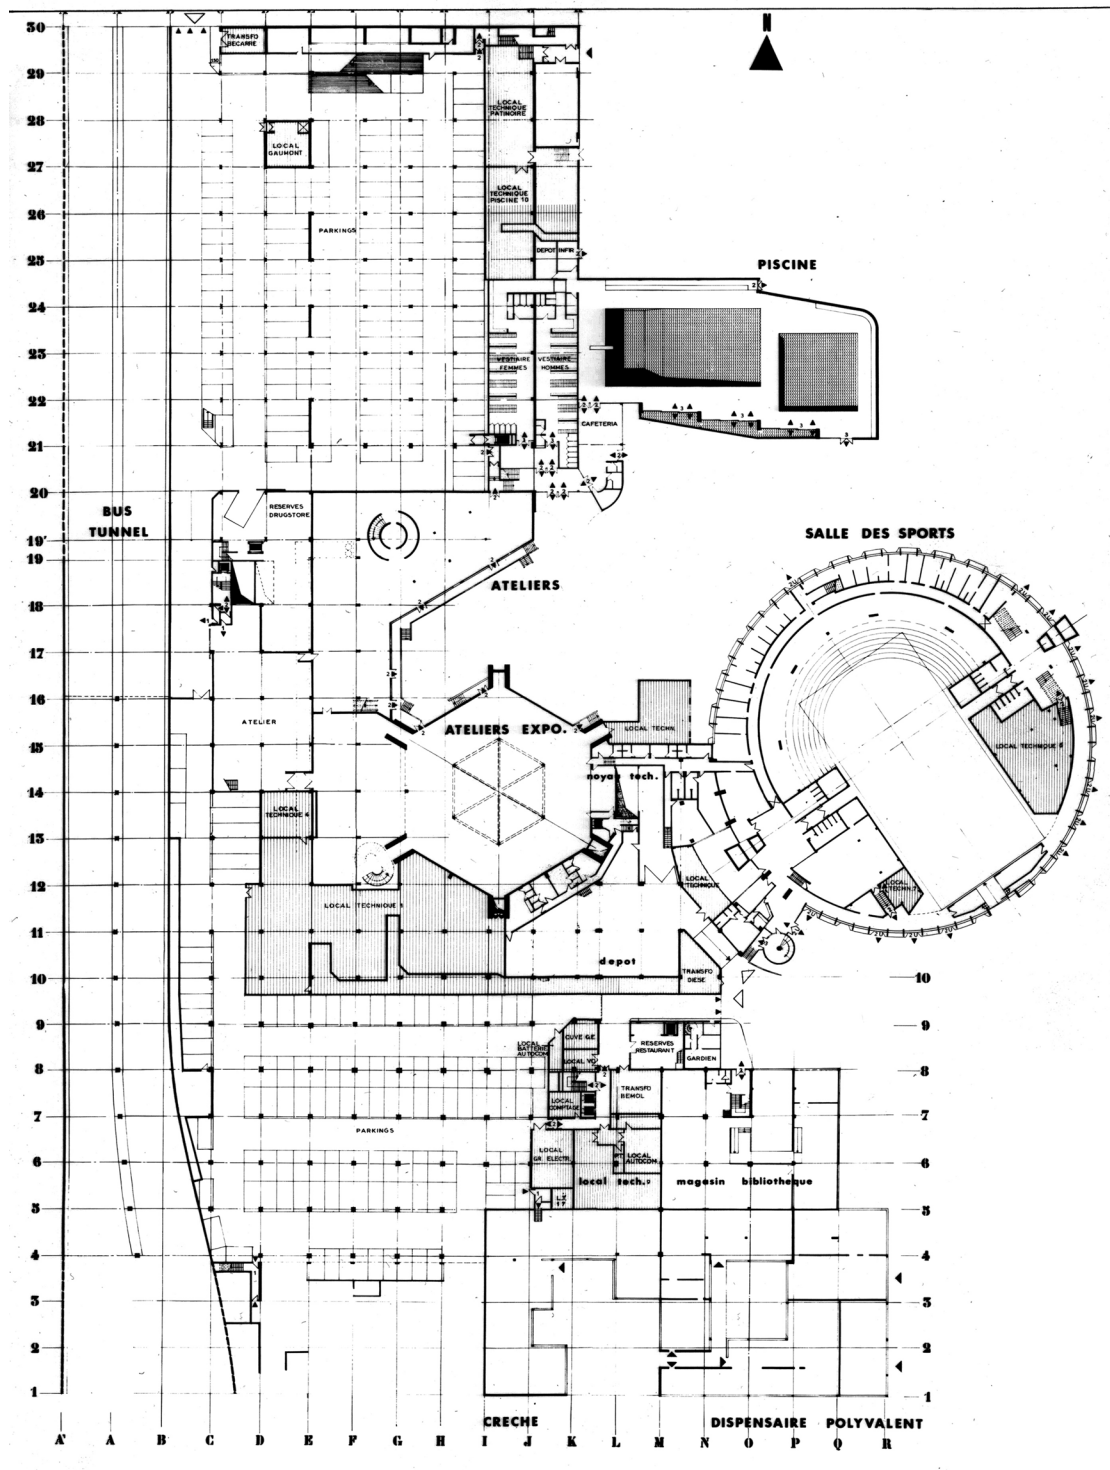 N
30
TRANSFO
BECARRE
29
LOCAL
TECHNIQUE
PATINOIRE
28
LOCAL
GAUMONT
27
LOCAL
TECHNIQUE
PISCINE 10
26
PARKINGS
DEPOT INFIR
25
PISCINE
24
23
VESTIAIRE
FEMMES
VESTIAIRE
HOMMES
22
CAFETERIA
21
20
RESERVES
DRUGSTORE
BUS
TUNNEL
SALLE DES SPORTS
19'
19
ATELIERS
18
17
16
ATELIER
ATELIERS EXPO.
LOCAL TECHN.
15
LOCAL TECHNIQUE
noyau tech.
14
LOCAL
TECHNIQUE 4
13
12
LOCAL
TECHNIQUE
LOCAL
TECHN.
LOCAL TECHNIQUE
11
depot
10
TRANSFO
DIESE
10
9
LOCAL
BATTERIE
AUTOCOM
CUVE G.E
RESERVES
RESTAURANT
GARDIEN
9
LOCAL VO
8
TRANSFO
BEMOL
8
LOCAL
COMPTAGE
7
7
PARKINGS
LOCAL
GR ELECTR.
LOCAL
AUTOCOM
6
6
local tech.
magasin bibliotheque
5
5
4
4
3
3
2
2
1
1
CRECHE
DISPENSAIRE POLYVALENT
A' A B C D E F G H I J K L M N O P Q R